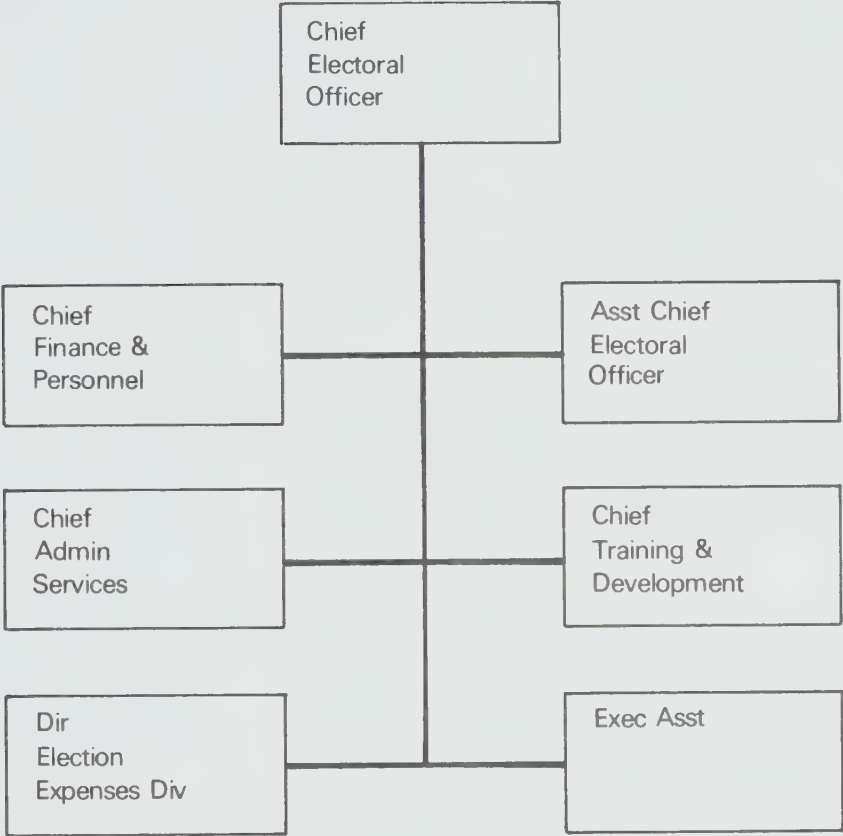 Chief
Electoral
Officer
Chief
Finance &
Personnel
Asst Chief
Electoral
Officer
Chief
Admin
Services
Chief
Training &
Development
Dir
Election
Expenses Div
Exec Asst